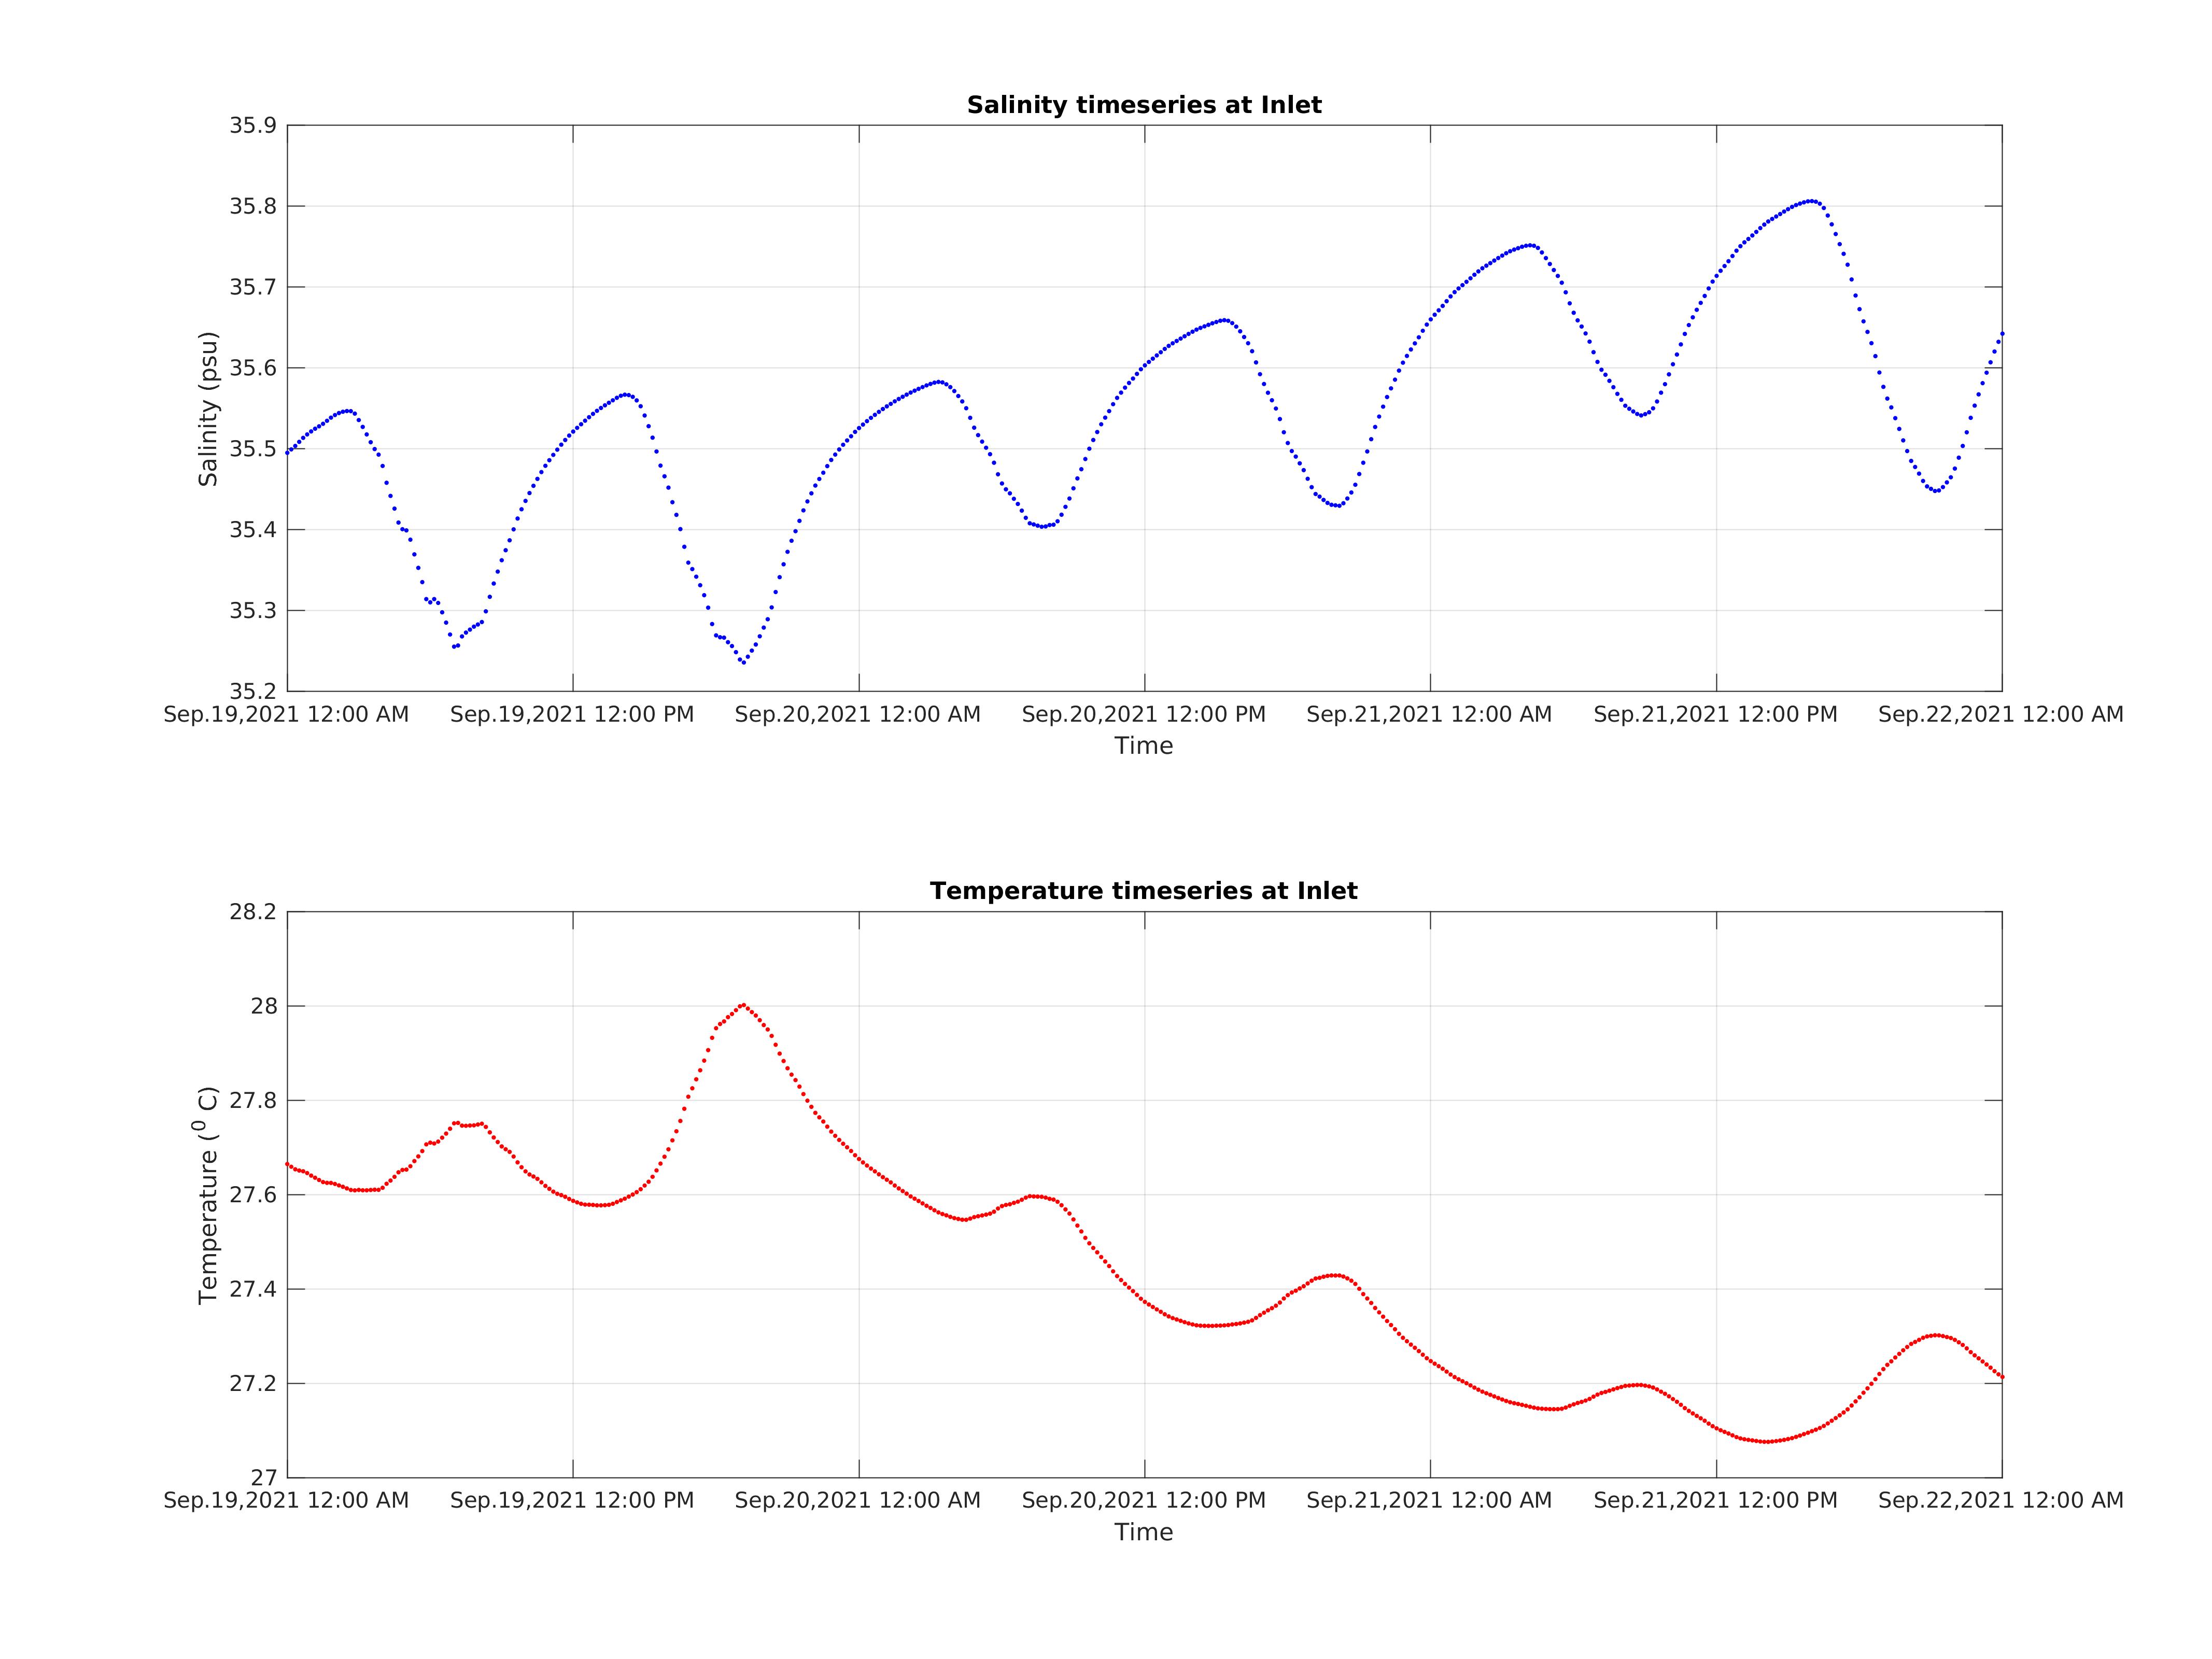 Salinity timeseries at Inlet
35.9
35.8
35.7
35.6
35.5
35.4
35.3
35.2
Salinity (psu)
Sep.19,2021 12:00 AM Sep.19,2021 12:00 PM Sep.20,2021 12:00 AM Sep.20,2021 12:00 PM Sep.21,2021 12:00 AM Sep.21,2021 12:00 PM Sep.22,2021 12:00 AM
Time
Temperature timeseries at Inlet
28.2
28
27.8
27.6
27.4
27.2
27
Temperature (⁰ C)
Sep.19,2021 12:00 AM Sep.19,2021 12:00 PM Sep.20,2021 12:00 AM Sep.20,2021 12:00 PM Sep.21,2021 12:00 AM Sep.21,2021 12:00 PM Sep.22,2021 12:00 AM
Time